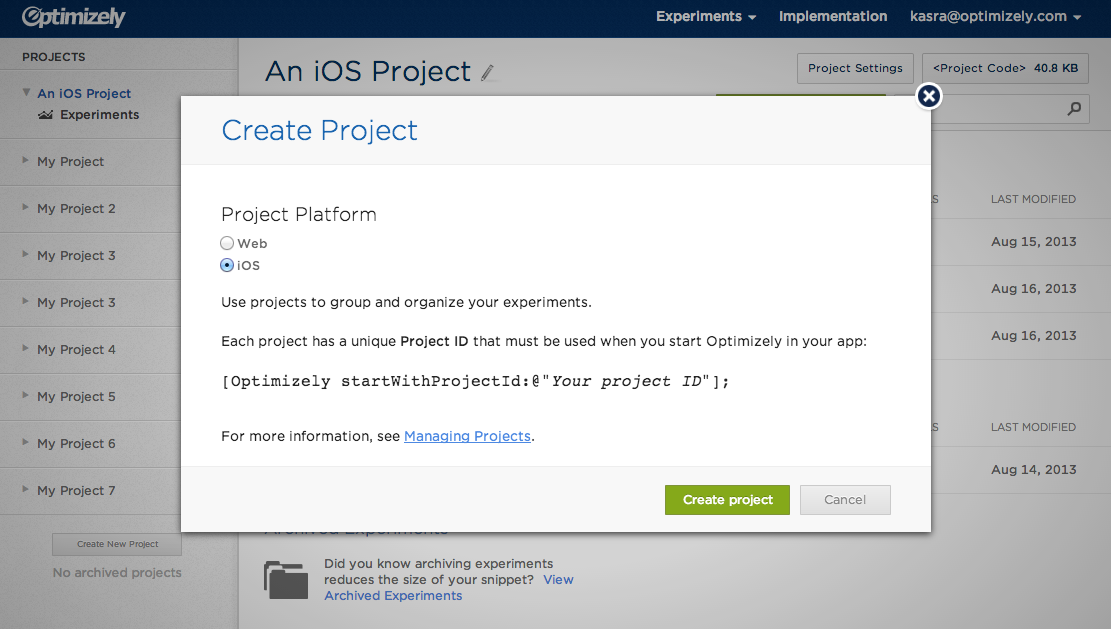 Optimizely
Experiments
Implementation
kasra@optimizely.com
PROJECTS
An iOS Project
Experiments
My Project
My Project 2
My Project 3
My Project 3
My Project 4
My Project 5
My Project 6
My Project 7
Create New Project
No archived projects
An iOS Project
Project Settings
<Project Code> 40.8 KB
LAST MODIFIED
Aug 15, 2013
Aug 16, 2013
Aug 16, 2013
LAST MODIFIED
Aug 14, 2013
Create Project
Project Platform
Web
iOS
Use projects to group and organize your experiments.
Each project has a unique Project ID that must be used when you start Optimizely in your app:
[Optimizely startWithProjectId:@"Your project ID"];
For more information, see Managing Projects.
Create project
Cancel
Archived Experiments
Did you know archiving experiments
reduces the size of your snippet? View
Archived Experiments